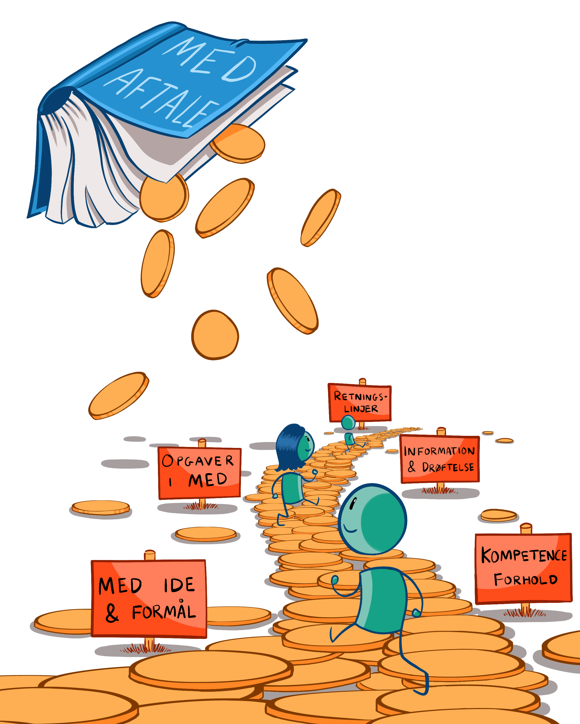 MED
AFTALE
RETNINGS-
LINJER
OPGAVER
I MED
INFORMATION
& DRØFTELSE
KOMPETENCE
FORHOLD
MED IDE
& FORMÅL